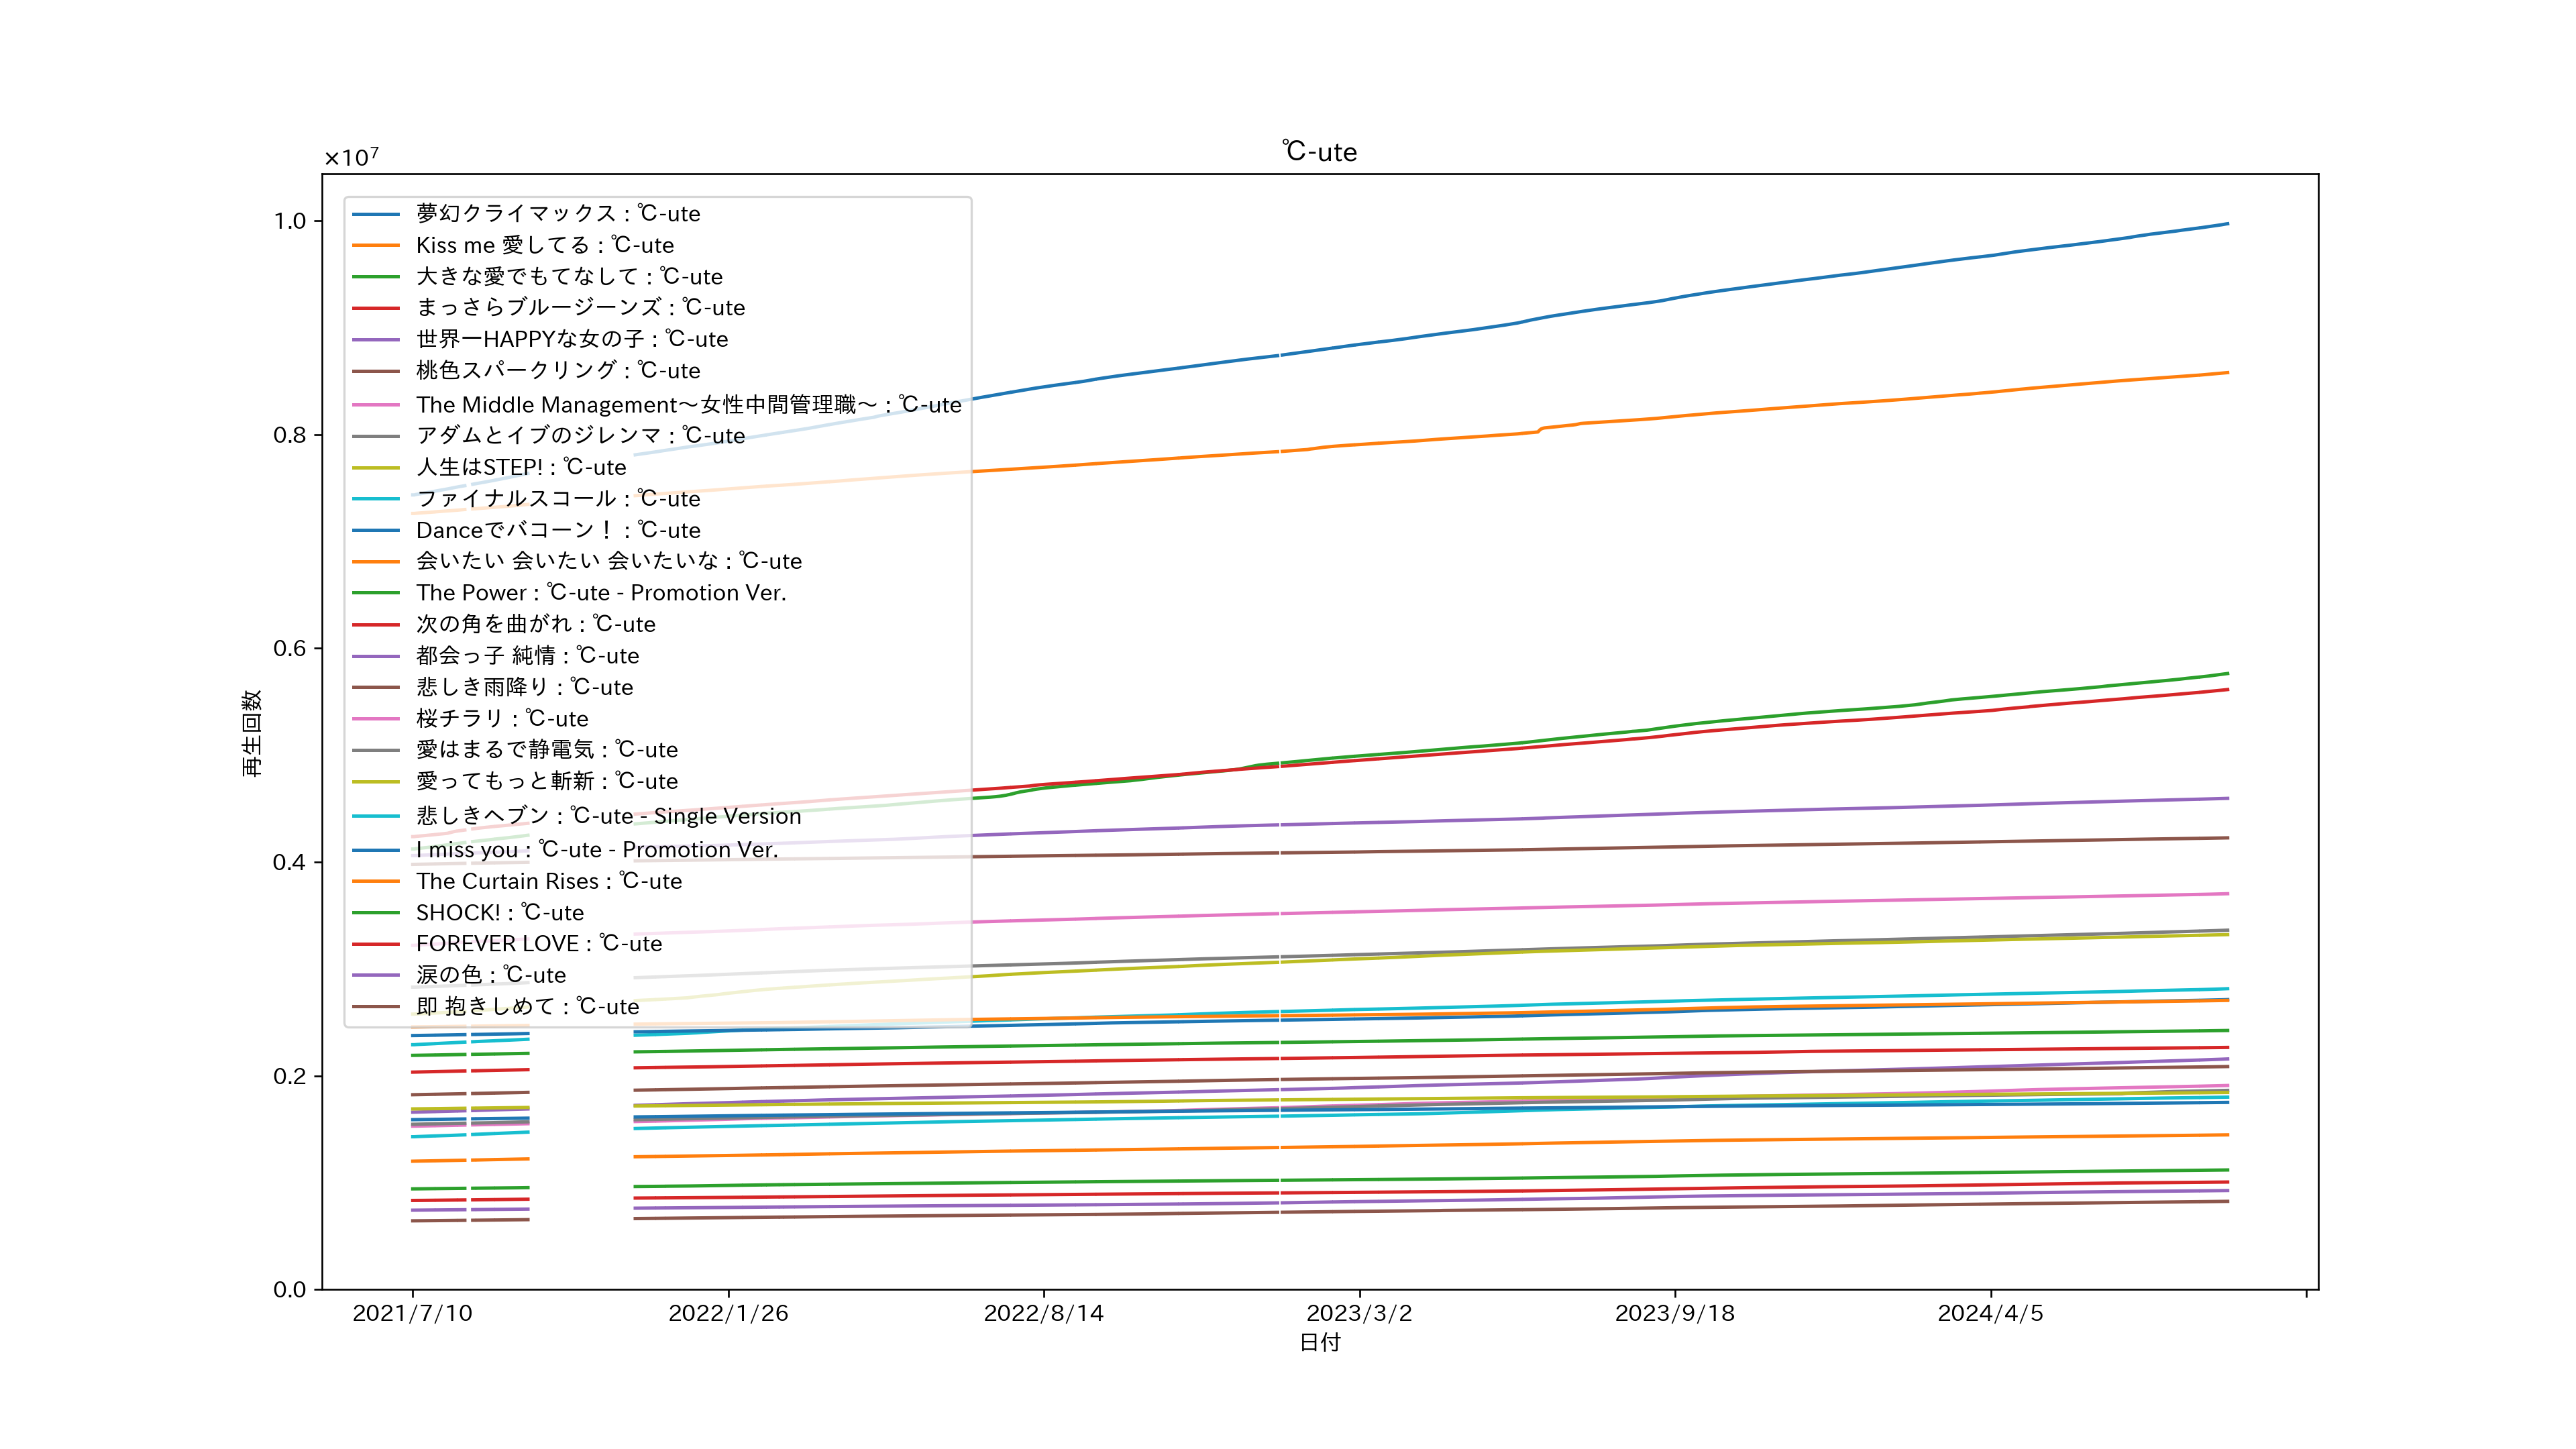 ℃-ute
×10⁷
1.0
0.8
0.6
0.4
0.2
0.0
再生回数
夢幻クライマックス : ℃-ute
Kiss me 愛してる : ℃-ute
大きな愛でもてなして : ℃-ute
まっさらブルージーンズ : ℃-ute
世界一HAPPYな女の子 : ℃-ute
桃色スパークリング : ℃-ute
The Middle Management〜女性中間管理職〜 : ℃-ute
アダムとイブのジレンマ : ℃-ute
人生はSTEP! : ℃-ute
ファイナルスコール : ℃-ute
Danceでバコーン！ : ℃-ute
会いたい 会いたい 会いたいな : ℃-ute
The Power : ℃-ute - Promotion Ver.
次の角を曲がれ : ℃-ute
都会っ子 純情 : ℃-ute
悲しき雨降り : ℃-ute
桜チラリ : ℃-ute
愛はまるで静電気 : ℃-ute
愛ってもっと斬新 : ℃-ute
悲しきヘブン : ℃-ute - Single Version
I miss you : ℃-ute - Promotion Ver.
The Curtain Rises : ℃-ute
SHOCK! : ℃-ute
FOREVER LOVE : ℃-ute
涙の色 : ℃-ute
即 抱きしめて : ℃-ute
2021/7/10
2022/1/26
2022/8/14
2023/3/2
2023/9/18
2024/4/5
日付